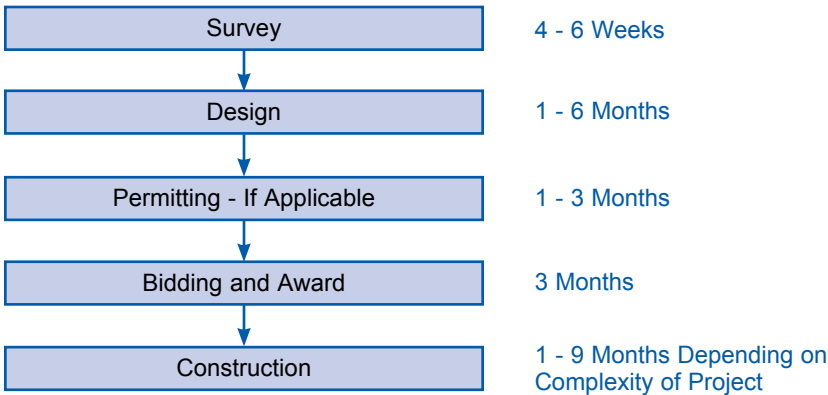 Survey
4 - 6 Weeks
Design
1 - 6 Months
Permitting - If Applicable
1 - 3 Months
Bidding and Award
3 Months
Construction
1 - 9 Months Depending on
Complexity of Project